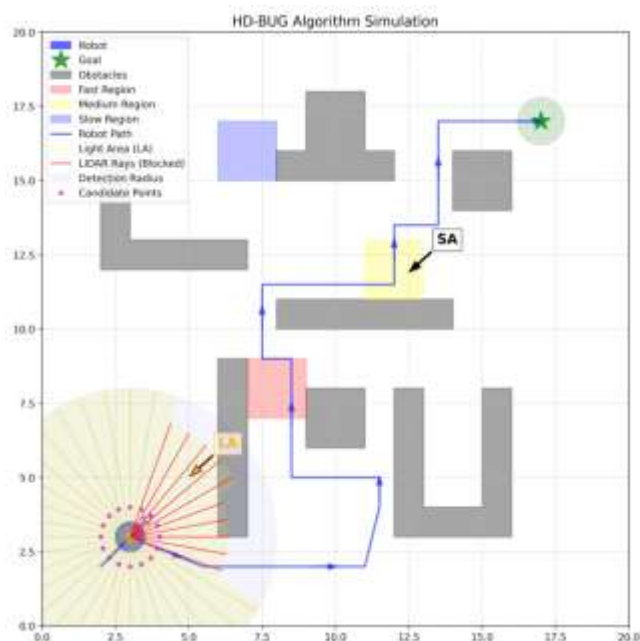 HD-BUG Algorithm Simulation
20.0
17.5
15.0
12.5
10.0
7.5
5.0
2.5
0.0
Robot
Goal
Obstacles
Fast Region
Medium Region
Slow Region
Robot Path
Light Area (LA)
LIDAR Rays (Blocked)
Detection Radius
Candidate Points
SA
LA
0.0 2.5 5.0 7.5 10.0 12.5 15.0 17.5 20.0